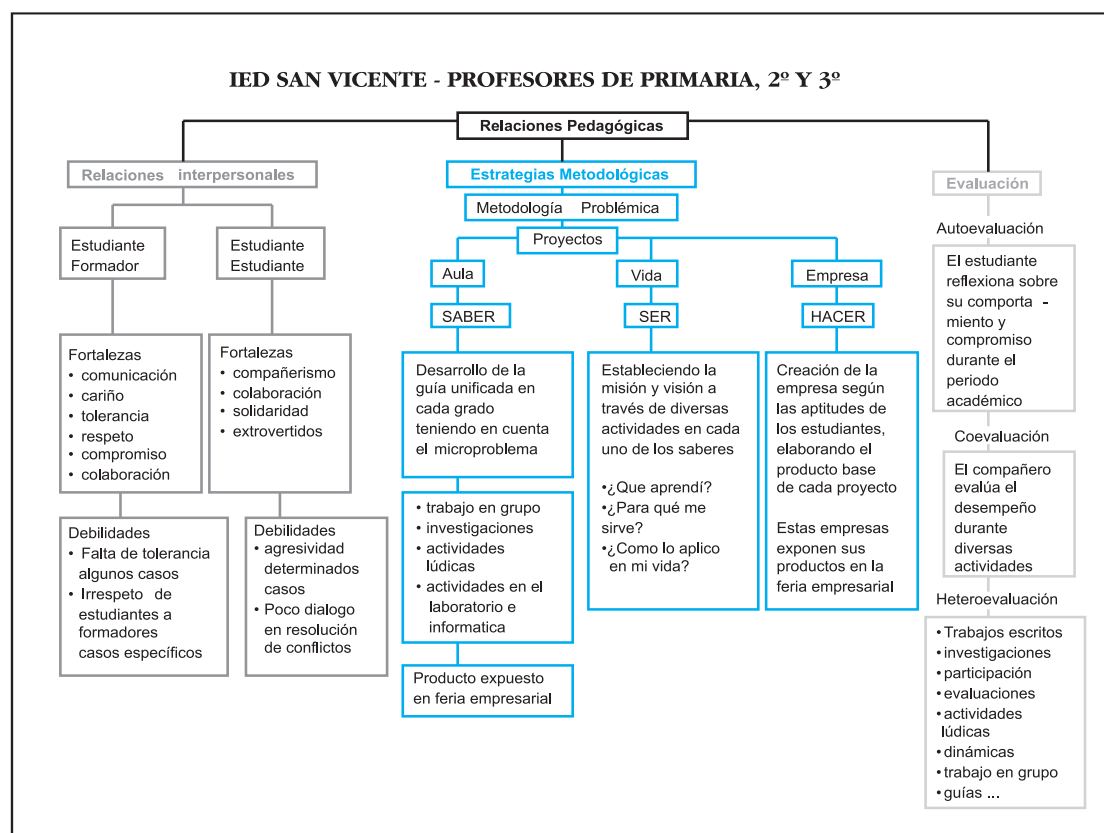 IED SAN VICENTE - PROFESORES DE PRIMARIA, 2º Y 3º
Relaciones Pedagógicas
Relaciones interpersonales
Estudiante
Formador
Estudiante
Estudiante
Fortalezas
• comunicación
• cariño
• tolerancia
• respeto
• compromiso
• colaboración
Fortalezas
• compañerismo
• colaboración
• solidaridad
• extrovertidos
Debilidades
• Falta de tolerancia
algunos casos
• Irrespeto de
estudiantes a
formadores
casos específicos
Debilidades
• agresividad
determinados
casos
• Poco dialogo
en resolución
de conflictos
Estrategias Metodológicas
Metodología Problémica
Proyectos
Aula
SABER
Desarrollo de la
guía unificada en
cada grado
teniendo en cuenta
el microproblema
• trabajo en grupo
• investigaciones
• actividades
lúdicas
• actividades en el
laboratorio e
informatica
Producto expuesto
en feria empresarial
Vida
SER
Estableciendo la
misión y visión a
través de diversas
actividades en cada
uno de los saberes
•¿Que aprendí?
•¿Para qué me
sirve?
•¿Como lo aplico
en mi vida?
Empresa
HACER
Creación de la
empresa según
las aptitudes de
los estudiantes,
elaborando el
producto base
de cada proyecto
Estas empresas
exponen sus
productos en la
feria empresarial
Evaluación
Autoevaluación
El estudiante
reflexiona sobre
su comporta -
miento y
compromiso
durante el
periodo
académico
Coevaluación
El compañero
evalúa el
desempeño
durante
diversas
actividades
Heteroevaluación
• Trabajos escritos
• investigaciones
• participación
• evaluaciones
• actividades
lúdicas
• dinámicas
• trabajo en grupo
• guías ...